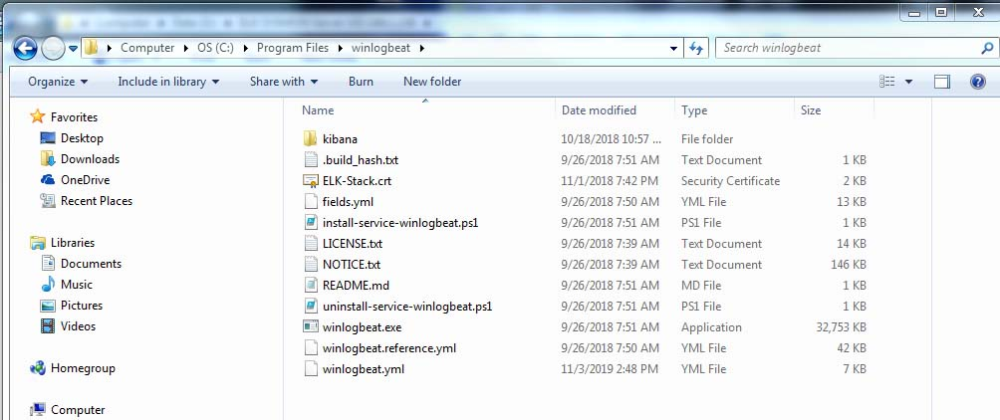 Computer ▸ OS (C:) ▸ Program Files ▸ winlogbeat ▸
Search winlogbeat
Organize Include in library Share with Burn New folder
Name Date modified Type Size
Favorites
Desktop
Downloads
OneDrive
Recent Places
Libraries
Documents
Music
Pictures
Videos
Homegroup
Computer
kibana 10/18/2018 10:57 ... File folder
.build_hash.txt 9/26/2018 7:51 AM Text Document 1 KB
ELK-Stack.crt 11/1/2018 7:42 PM Security Certificate 2 KB
fields.yml 9/26/2018 7:50 AM YML File 13 KB
install-service-winlogbeat.ps1 9/26/2018 7:51 AM PS1 File 1 KB
LICENSE.txt 9/26/2018 7:39 AM Text Document 14 KB
NOTICE.txt 9/26/2018 7:39 AM Text Document 146 KB
README.md 9/26/2018 7:51 AM MD File 1 KB
uninstall-service-winlogbeat.ps1 9/26/2018 7:51 AM PS1 File 1 KB
winlogbeat.exe 9/26/2018 7:51 AM Application 32,753 KB
winlogbeat.reference.yml 9/26/2018 7:50 AM YML File 42 KB
winlogbeat.yml 11/3/2019 2:48 PM YML File 7 KB